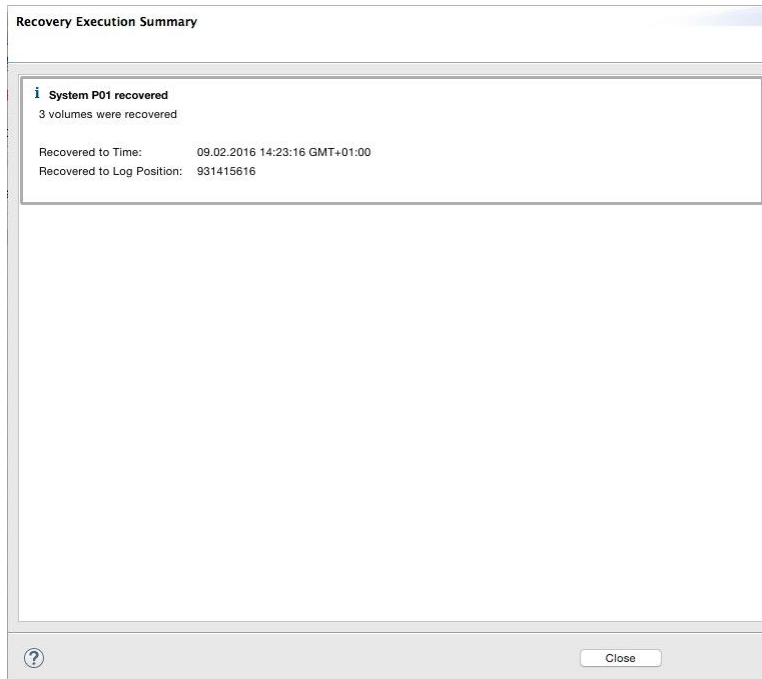 Recovery Execution Summary
i System P01 recovered
3 volumes were recovered
Recovered to Time: 09.02.2016 14:23:16 GMT+01:00
Recovered to Log Position: 931415616
?
Close